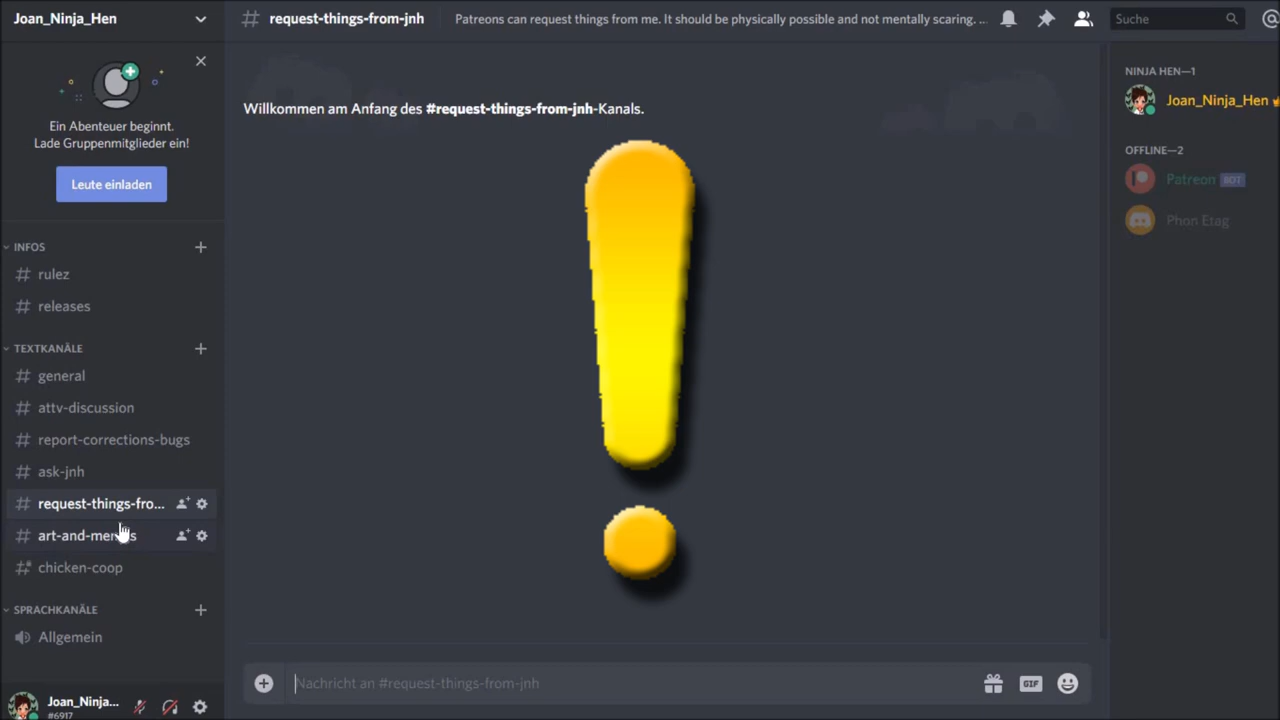 Joan_Ninja_Hen
Ein Abenteuer beginnt.
Lade Gruppenmitglieder ein!
Leute einladen
INFOS
# rulez
# releases
TEXTKANÄLE
# general
# attv-discussion
# report-corrections-bugs
# ask-jnh
# request-things-fro...
# chicken-coop
SPRACHKANÄLE
Allgemein
Joan_Ninja...
#6917
# request-things-from-jnh
Patreons can request things from me. It should be physically possible and not mentally scaring. ...
Suche
Willkommen am Anfang des #request-things-from-jnh-Kanals.
!
Nachricht an #request-things-from-jnh
GIF
NINJA HEN—1
Joan_Ninja_Hen
OFFLINE—2
Patreon BOT
Phon Etag